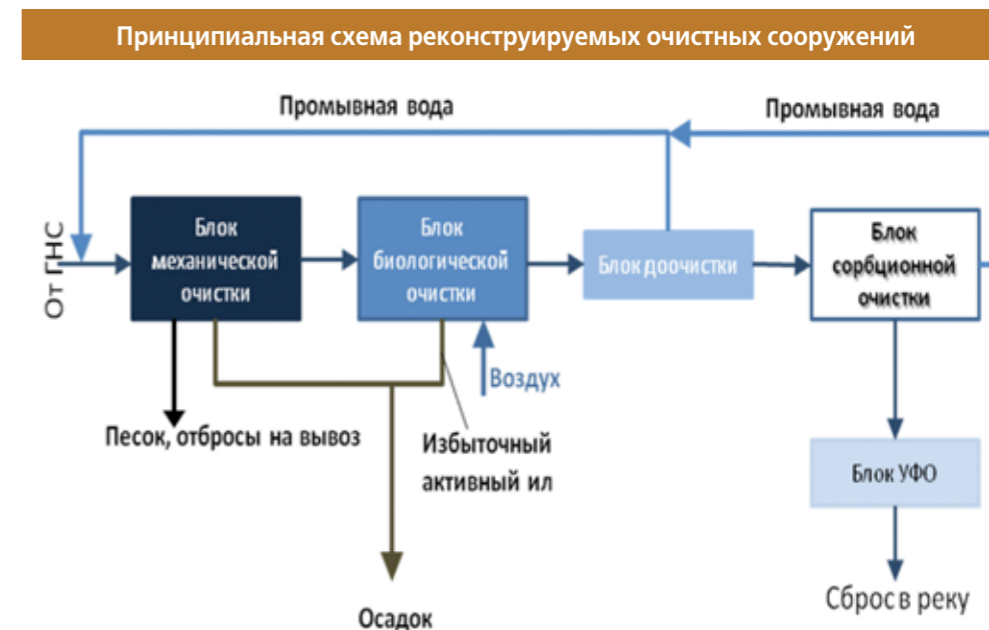 Принципиальная схема реконструируемых очистных сооружений
Промывная вода
Промывная вода
От ГНС
Блок
механической
очистки
Блок
биологической
очистки
Блок доочистки
Блок
сорбционной
очистки
Воздух
Песок, отбросы на вывоз
Избыточный
активный ил
Блок УФО
Осадок
Сброс в реку